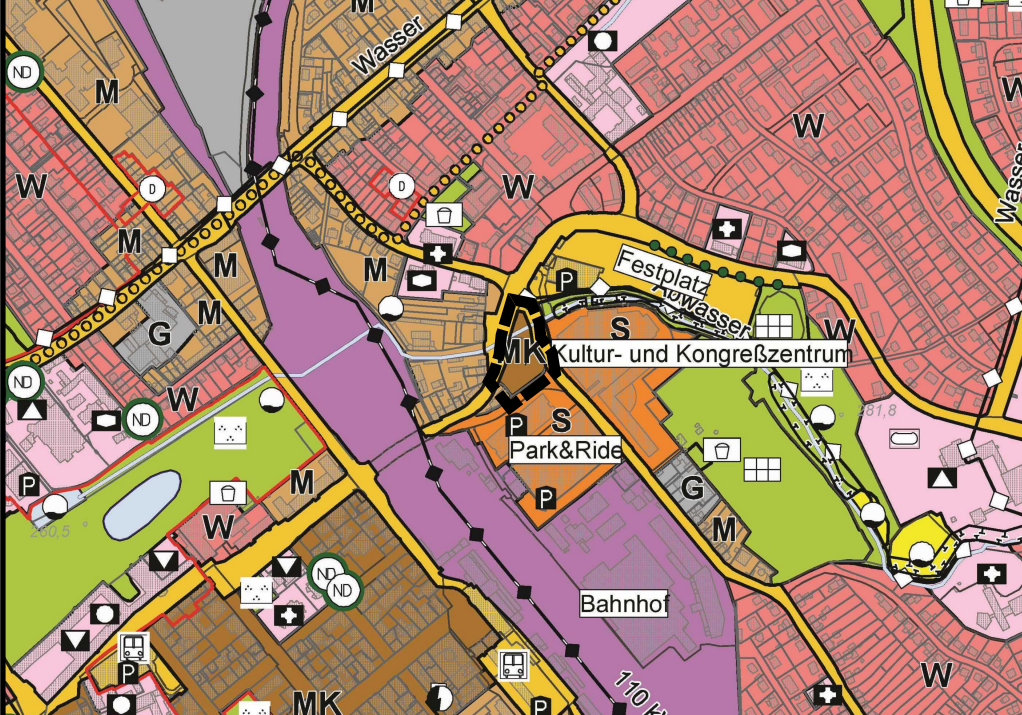 M
Wasser
ND
M
W
W
Wasser
W
D
D
W
M
M
M
M
P
Festplatz
Abwasser
G
S
W
MK
Kultur- und Kongreßzentrum
ND
W
ND
281,8
S
P
Park&Ride
P
M
G
P
260,5
W
M
ND
ND
Bahnhof
P
W
110 k
MK
P